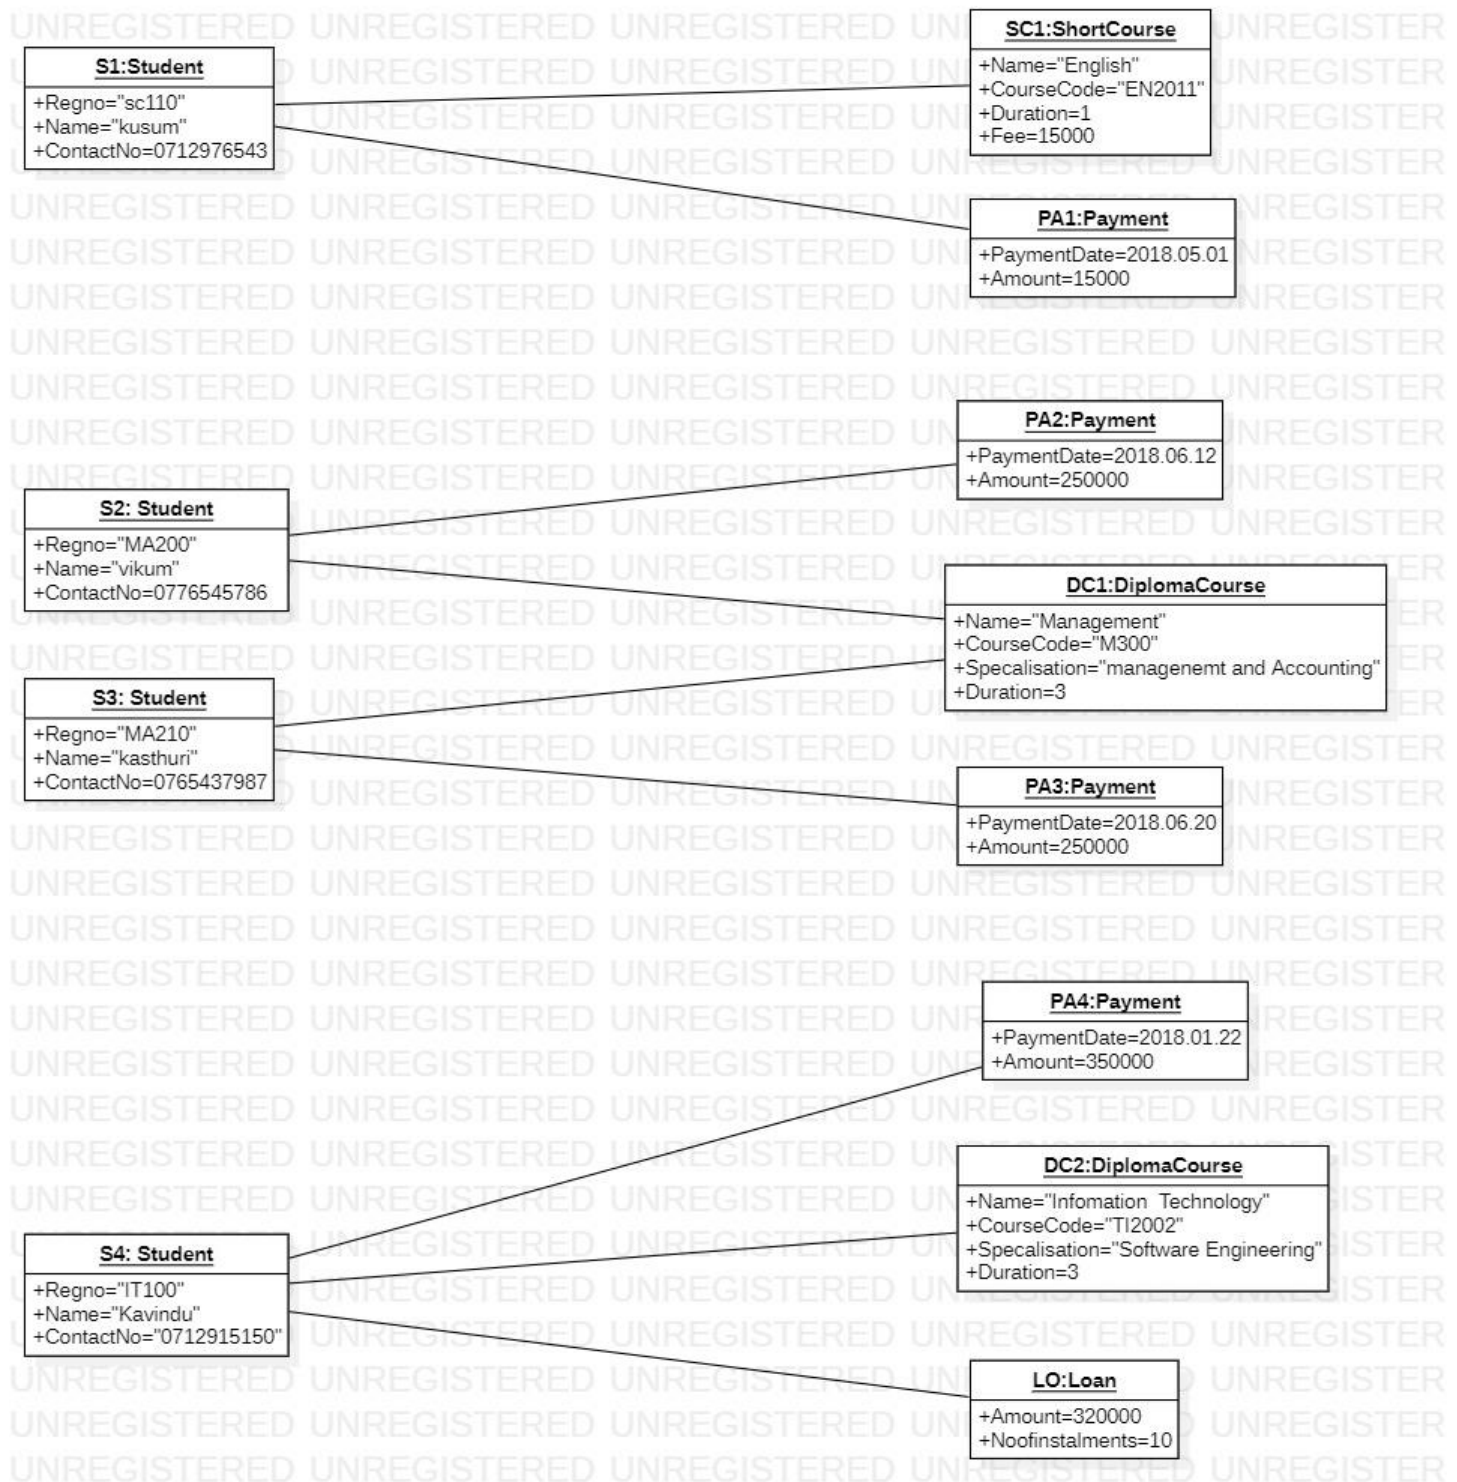 S1:Student
+Regno="sc110"
+Name="kusum"
+ContactNo=0712976543
SC1:ShortCourse
+Name="English"
+CourseCode="EN2011"
+Duration=1
+Fee=15000
PA1:Payment
+PaymentDate=2018.05.01
+Amount=15000
PA2:Payment
+PaymentDate=2018.06.12
+Amount=250000
S2: Student
+Regno="MA200"
+Name="vikum"
+ContactNo=0776545786
DC1:DiplomaCourse
+Name="Management"
+CourseCode="M300"
+Specalisation="managenemt and Accounting"
+Duration=3
S3: Student
+Regno="MA210"
+Name="kasthuri"
+ContactNo=0765437987
PA3:Payment
+PaymentDate=2018.06.20
+Amount=250000
PA4:Payment
+PaymentDate=2018.01.22
+Amount=350000
DC2:DiplomaCourse
+Name="Infomation  Technology"
+CourseCode="TI2002"
+Specalisation="Software Engineering"
+Duration=3
S4: Student
+Regno="IT100"
+Name="Kavindu"
+ContactNo="0712915150"
LO:Loan
+Amount=320000
+Noofinstalments=10
UNREGISTERED